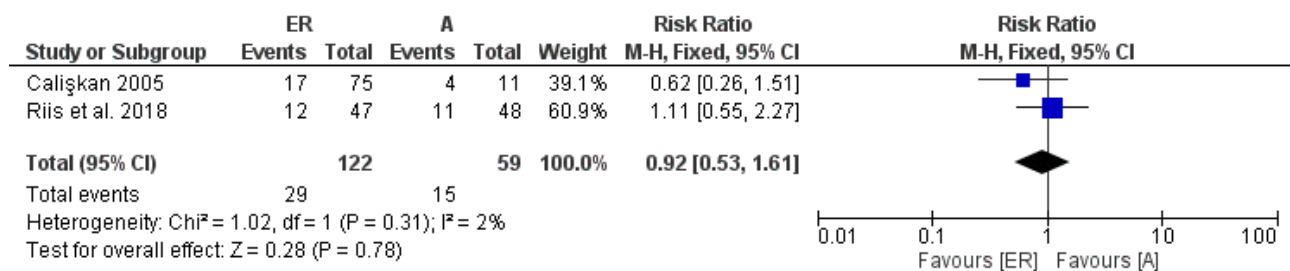 ER A Risk Ratio Risk Ratio
Study or Subgroup Events Total Events Total Weight M-H, Fixed, 95% CI M-H, Fixed, 95% CI
Calışkan 2005 17 75 4 11 39.1% 0.62 [0.26, 1.51]
Riis et al. 2018 12 47 11 48 60.9% 1.11 [0.55, 2.27]
Total (95% CI) 122 59 100.0% 0.92 [0.53, 1.61]
Total events 29 15
Heterogeneity: Chi² = 1.02, df = 1 (P = 0.31); I² = 2%
Test for overall effect: Z = 0.28 (P = 0.78)
0.01 0.1 1 10 100
Favours [ER] Favours [A]